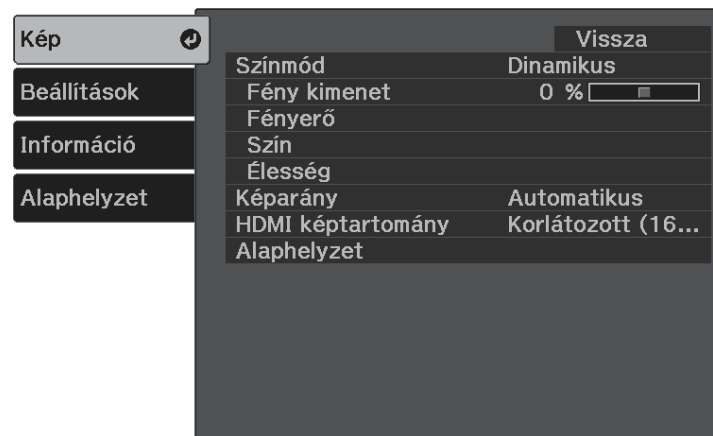 Kép
Beállítások
Információ
Alaphelyzet
Vissza
Színmód Dinamikus
Fény kimenet 0 %
Fényerő
Szín
Élesség
Képarány Automatikus
HDMI képtartomány Korlátozott (16...
Alaphelyzet